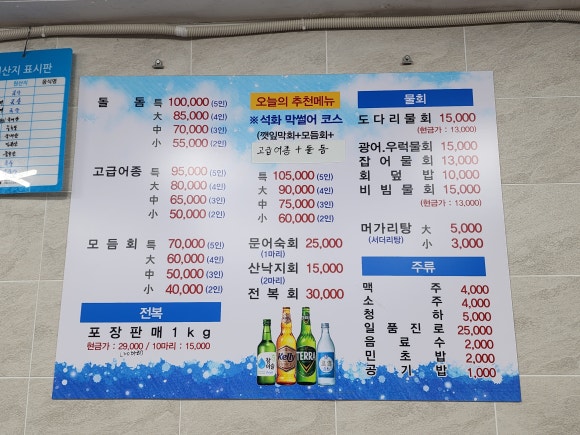 산지 표시판
돌 돔 특 100,000 (5인)
大 85,000 (4인)
中 70,000 (3인)
小 55,000 (2인)
고급어종 특 95,000 (5인)
大 80,000 (4인)
中 65,000 (3인)
小 50,000 (2인)
모듬회 특 70,000 (5인)
大 60,000 (4인)
中 50,000 (3인)
小 40,000 (2인)
전복
포장판매 1kg
현금가 : 29,000 / 10마리 : 15,000
오늘의 추천메뉴
※석화 막썰어 코스
(깻잎막회+모듬회+
고급어종 + 돌돔
특 105,000 (5인)
大 90,000 (4인)
中 75,000 (3인)
小 60,000 (2인)
문어숙회 25,000
(1마리)
산낙지회 15,000
(2마리)
전복회 30,000
참이슬
Kelly
TERRA
물회
도다리물회 15,000
(현금가 : 13,000)
광어.우럭물회 15,000
잡어물회 13,000
회덮밥 10,000
비빔물회 15,000
(현금가 : 13,000)
머가리탕 大 5,000
(서더리탕) 小 3,000
주류
맥주 4,000
소주 4,000
청하 5,000
일품진로 25,000
음료수 2,000
민초밥 2,000
공기밥 1,000